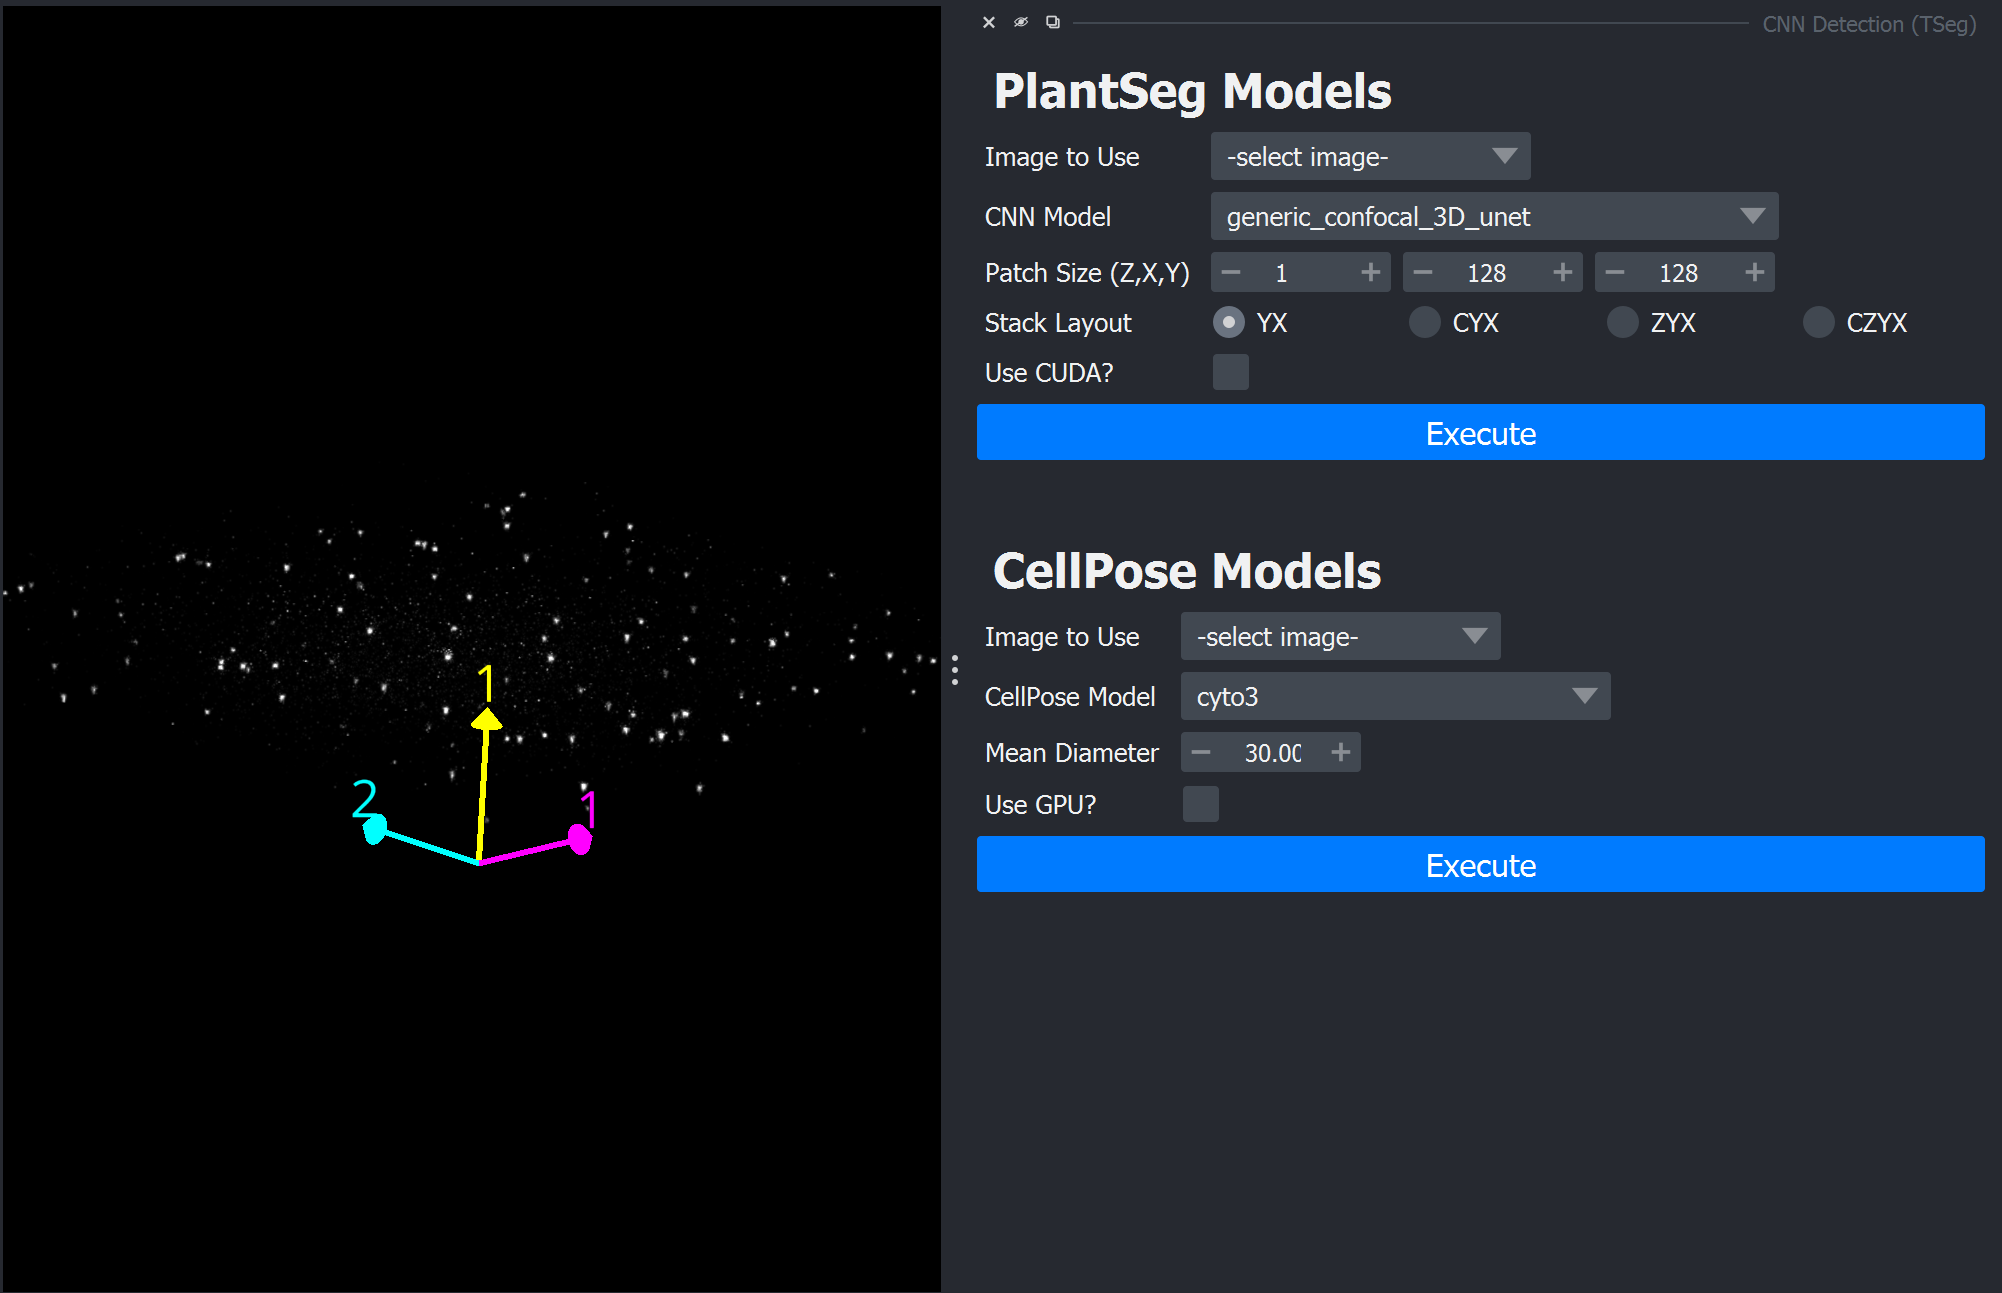 CNN Detection (TSeg)
PlantSeg Models
Image to Use -select image-
CNN Model generic_confocal_3D_unet
Patch Size (Z,X,Y) 1 128 128
Stack Layout YX CYX ZYX CZYX
Use CUDA?
Execute
CellPose Models
Image to Use -select image-
CellPose Model cyto3
Mean Diameter 30.00
Use GPU?
Execute
1
2
1